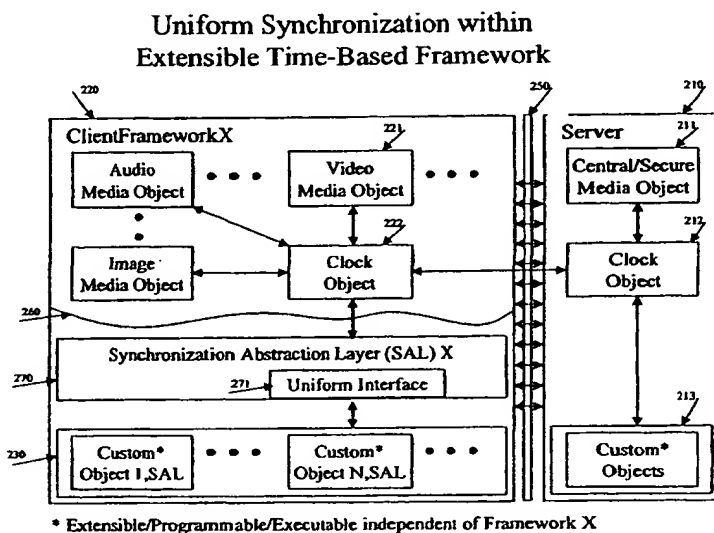 Uniform Synchronization within
Extensible Time-Based Framework
220
250
210
ClientFrameworkX
221
Server
211
Audio
Media Object
Video
Media Object
Central/Secure
Media Object
222
212
Image
Media Object
Clock
Object
Clock
Object
260
Synchronization Abstraction Layer (SAL) X
270
271
Uniform Interface
213
230
Custom*
Object 1,SAL
Custom*
Object N,SAL
Custom*
Objects
* Extensible/Programmable/Executable independent of Framework X